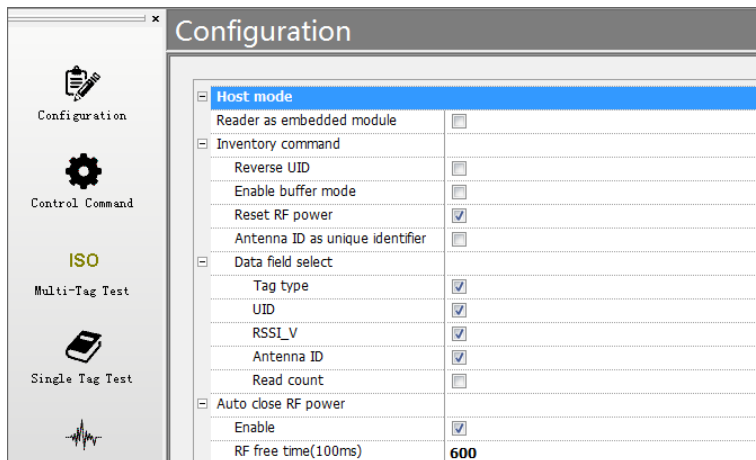 Configuration
Configuration
Control Command
ISO
Multi-Tag Test
Single Tag Test
Host mode
Reader as embedded module
Inventory command
Reverse UID
Enable buffer mode
Reset RF power
Antenna ID as unique identifier
Data field select
Tag type
UID
RSSI_V
Antenna ID
Read count
Auto close RF power
Enable
RF free time(100ms) 600